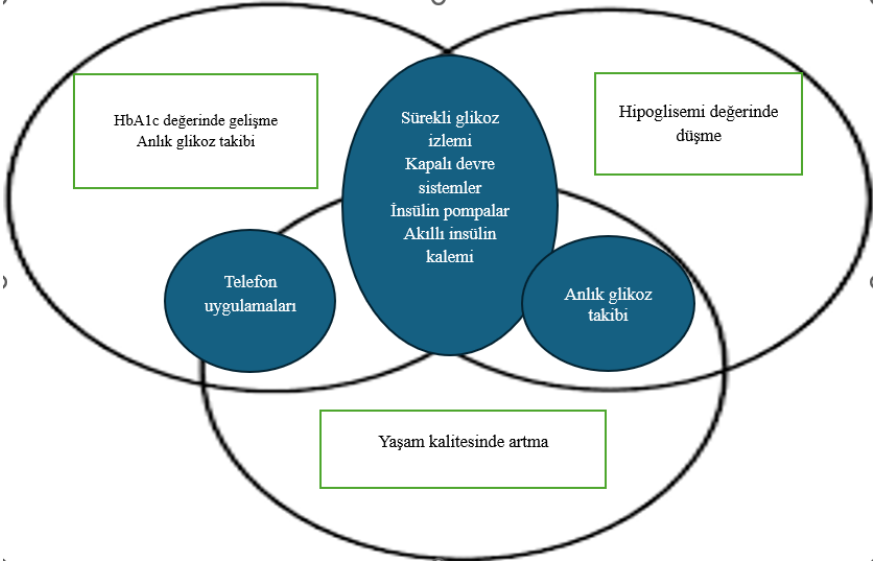 HbA1c değerinde gelişme
Anlık glikoz takibi
Sürekli glikoz
izlemi
Kapalı devre
sistemler
İnsülin pompalar
Akıllı insülin
kalemi
Hipoglisemi değerinde
düşme
Telefon
uygulamaları
Anlık glikoz
takibi
Yaşam kalitesinde artma